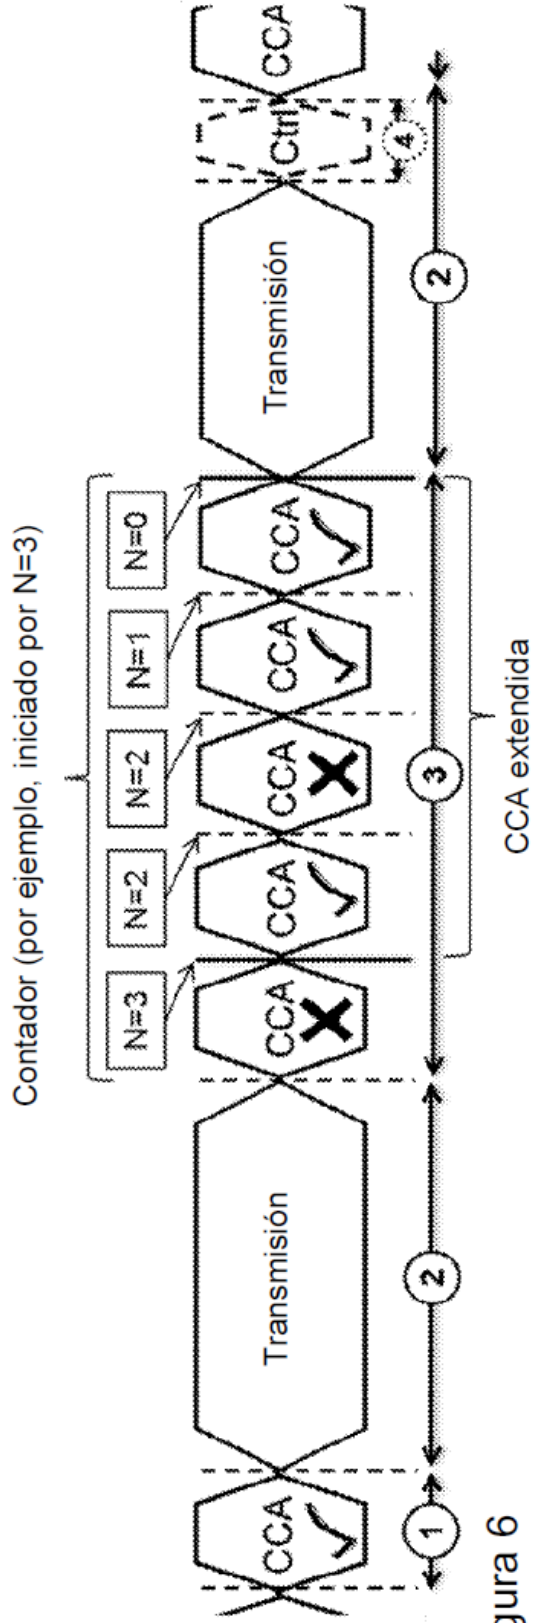 Contador (por ejemplo, iniciado por N=3)
N=3
N=2
N=2
N=1
N=0
CCA
Transmisión
CCA
CCA
CCA
CCA
CCA
Transmisión
Ctrl
CCA
1
2
3
2
4
CCA extendida
gura 6